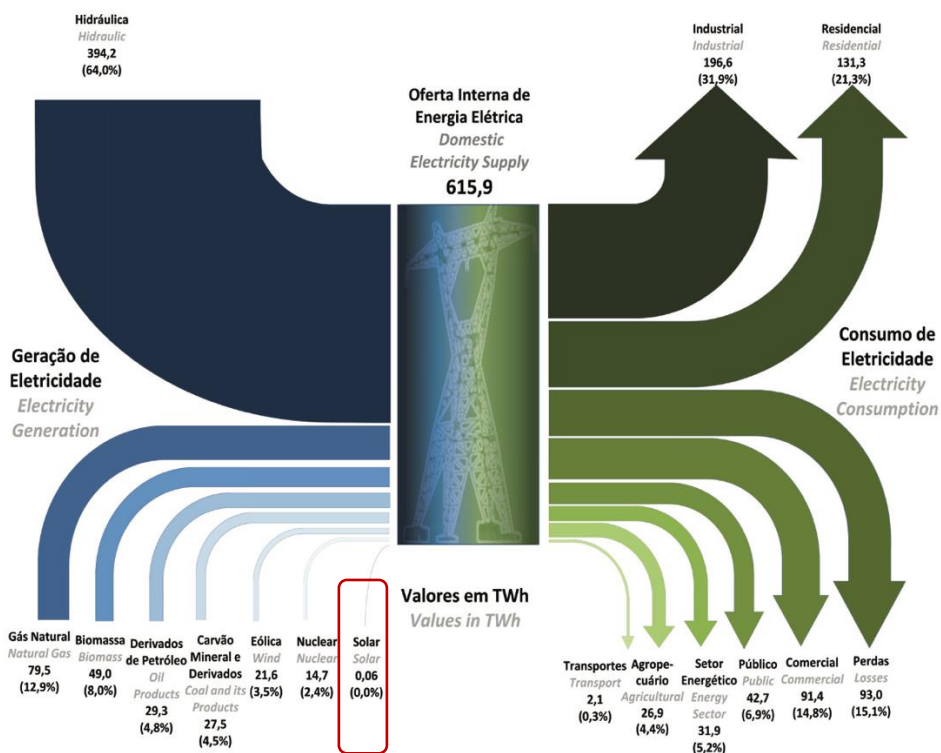 Hidráulica
Hidraulic
394,2
(64,0%)
Oferta Interna de
Energia Elétrica
Domestic
Electricity Supply
615,9
Industrial
Industrial
196,6
(31,9%)
Residencial
Residential
131,3
(21,3%)
Geração de
Eletricidade
Electricity
Generation
Consumo de
Eletricidade
Electricity
Consumption
Gás Natural
Natural Gas
79,5
(12,9%)
Biomassa
Biomass
49,0
(8,0%)
Derivados
de Petróleo
Oil
Products
29,3
(4,8%)
Carvão
Mineral e
Derivados
Coal and its
Products
27,5
(4,5%)
Eólica
Wind
21,6
(3,5%)
Nuclear
Nuclear
14,7
(2,4%)
Solar
Solar
0,06
(0,0%)
Valores em TWh
Values in TWh
Transportes
Transport
2,1
(0,3%)
Agrope-
cuário
Agricultural
26,9
(4,4%)
Setor
Energético
Energy
Sector
31,9
(5,2%)
Público
Public
42,7
(6,9%)
Comercial
Commercial
91,4
(14,8%)
Perdas
Losses
93,0
(15,1%)